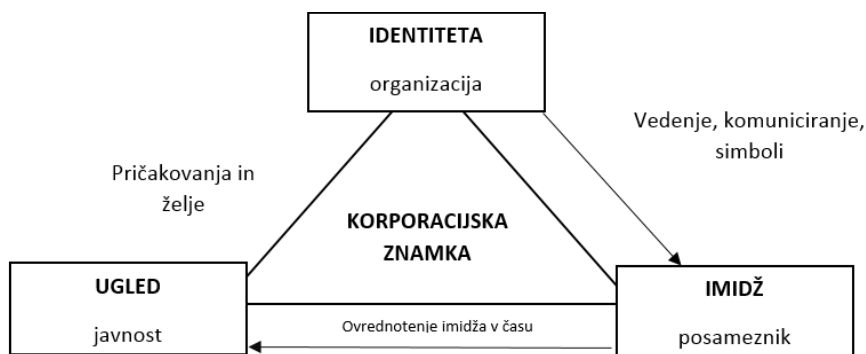 IDENTITETA
organizacija
Vedenje, komuniciranje,
simboli
Pričakovanja in
želje
KORPORACIJSKA
ZNAMKA
UGLED
javnost
Ovrednotenje imidža v času
IMIDŽ
posameznik